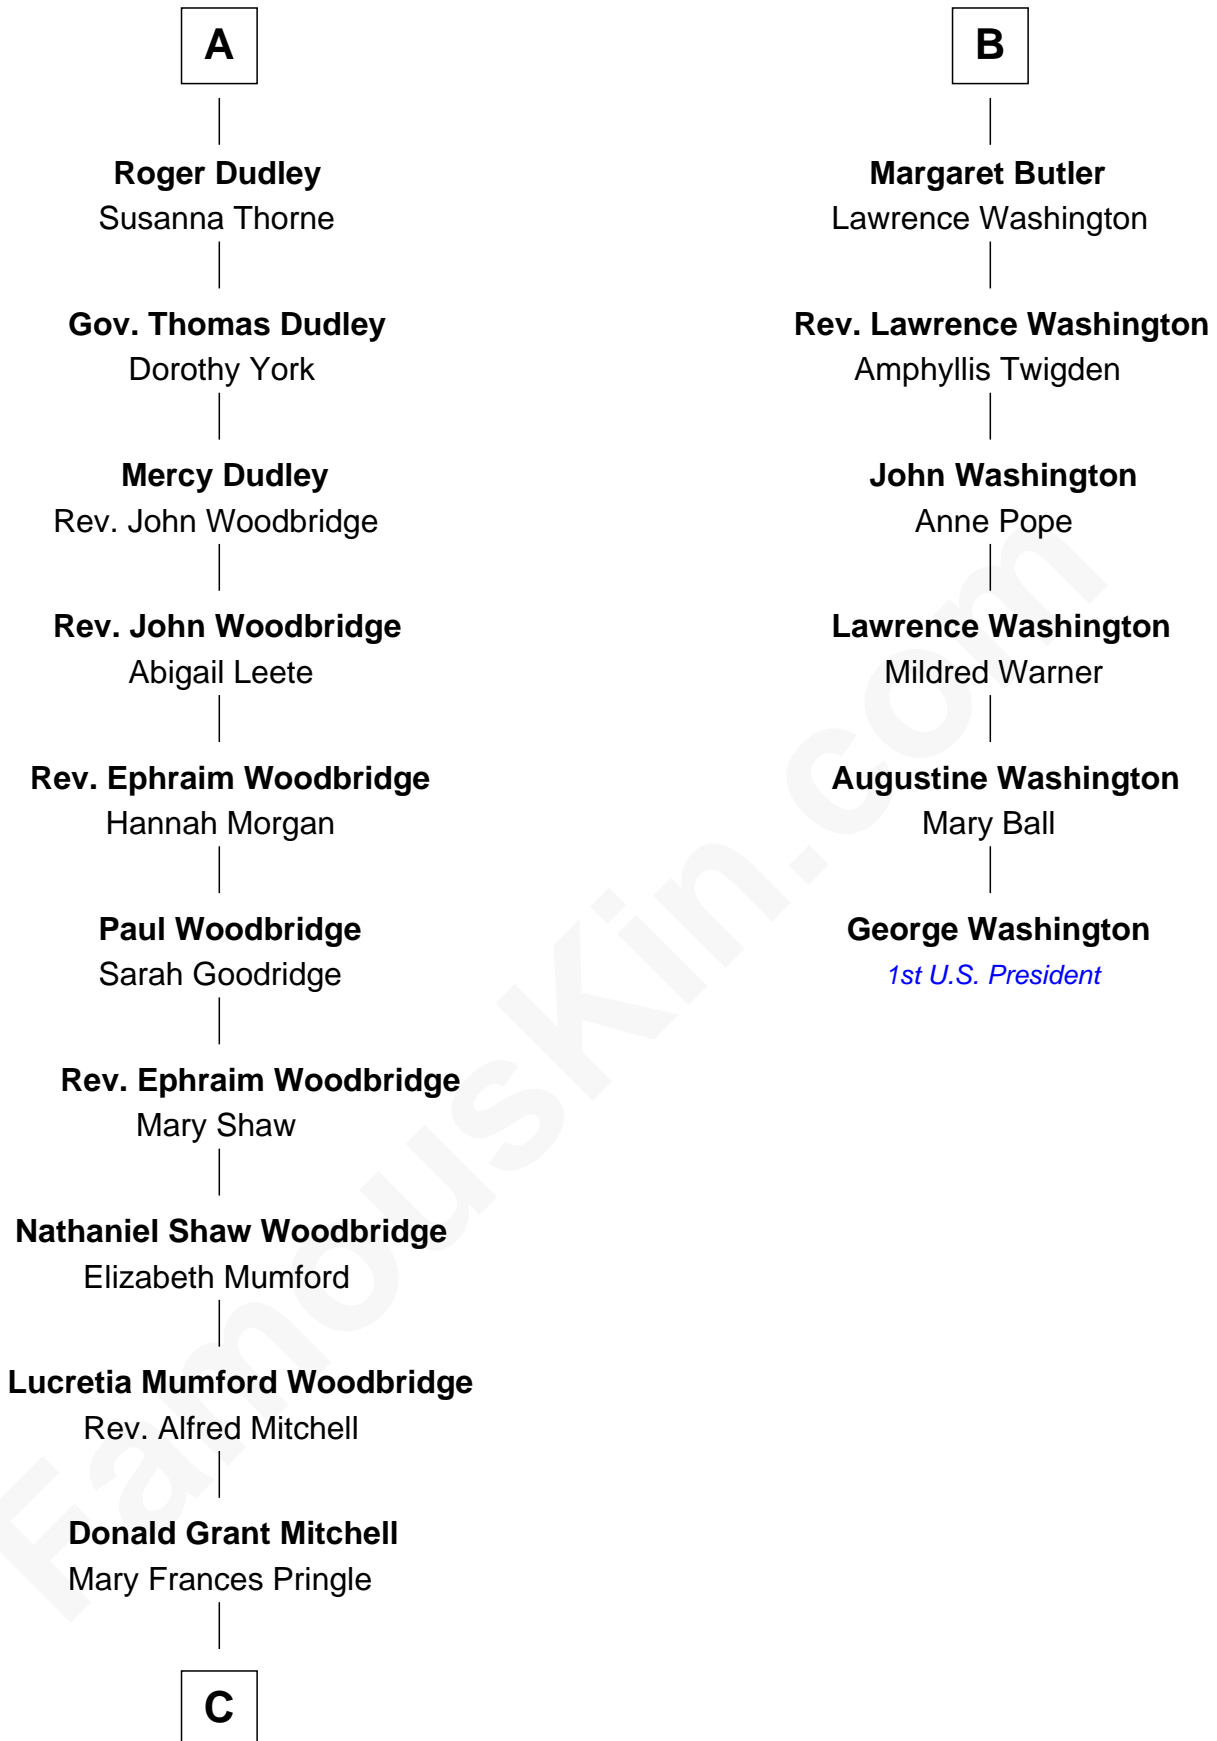 A
Roger Dudley
Susanna Thorne
Gov. Thomas Dudley
Dorothy York
Mercy Dudley
Rev. John Woodbridge
Rev. John Woodbridge
Abigail Leete
Rev. Ephraim Woodbridge
Hannah Morgan
Paul Woodbridge
Sarah Goodridge
Rev. Ephraim Woodbridge
Mary Shaw
Nathaniel Shaw Woodbridge
Elizabeth Mumford
Lucretia Mumford Woodbridge
Rev. Alfred Mitchell
Donald Grant Mitchell
Mary Frances Pringle
C
B
Margaret Butler
Lawrence Washington
Rev. Lawrence Washington
Amphyllis Twigden
John Washington
Anne Pope
Lawrence Washington
Mildred Warner
Augustine Washington
Mary Ball
George Washington
1st U.S. President
FamousKin.com